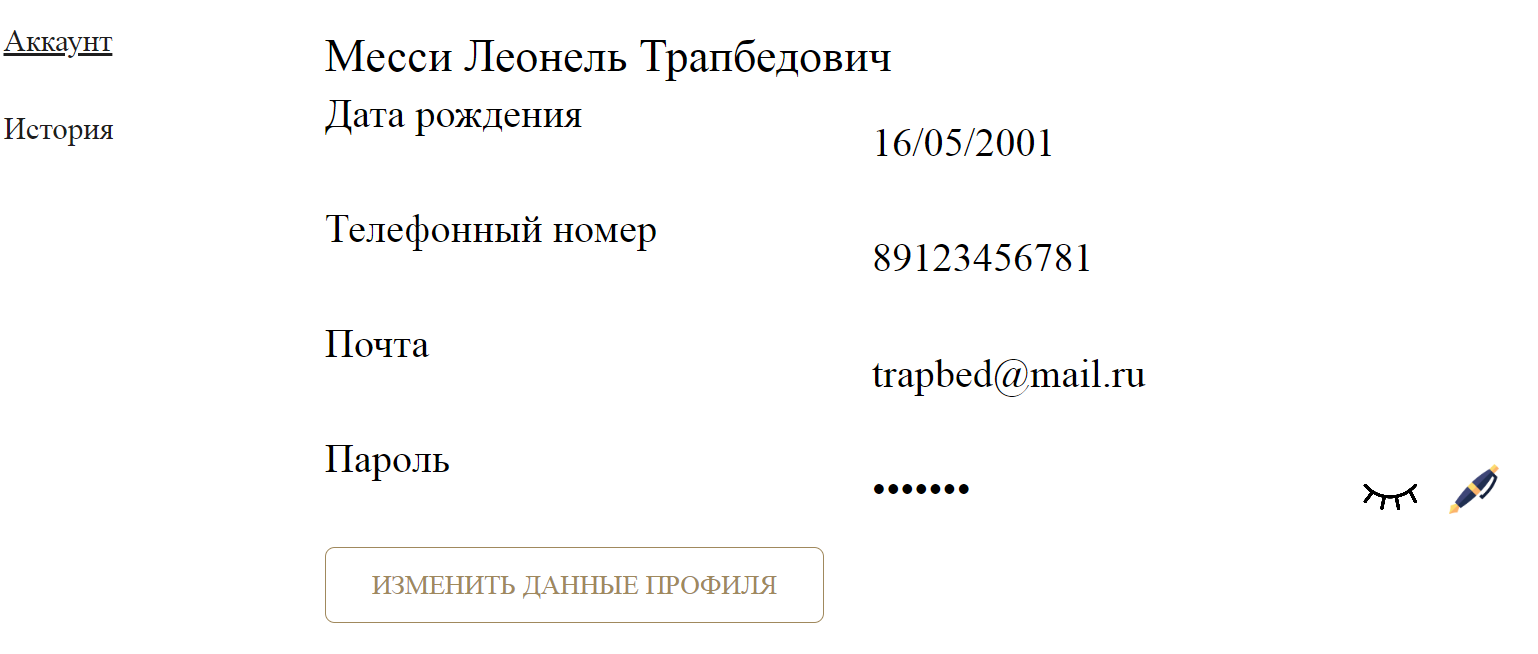 Аккаунт
История
Месси Леонель Трапбедович
Дата рождения
16/05/2001
Телефонный номер
89123456781
Почта
trapbed@mail.ru
Пароль
•••••••
ИЗМЕНИТЬ ДАННЫЕ ПРОФИЛЯ